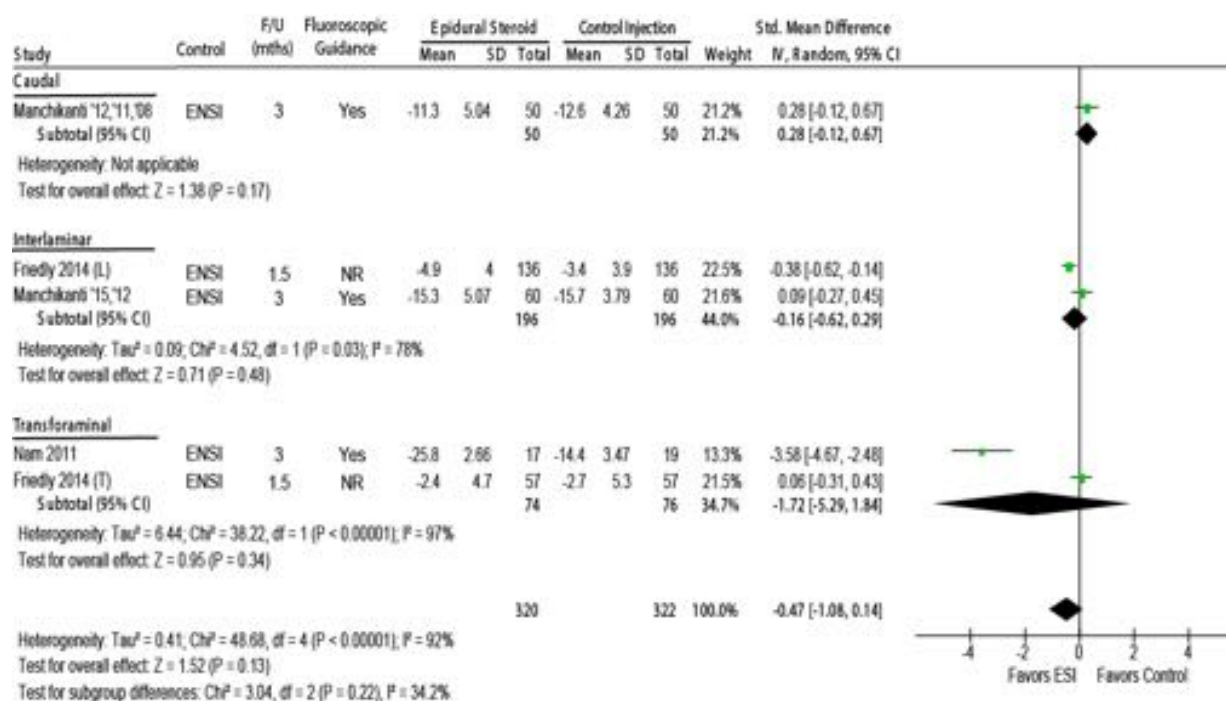 F/U Fluoroscopic Epidural Steroid Control Injection Std. Mean Difference
Study Control (mths) Guidance Mean SD Total Mean SD Total Weight IV, Random, 95% CI
Caudal
Manchikanti '12,'11,'08 ENSI 3 Yes -11.3 5.04 50 -12.6 4.26 50 21.2% 0.28 [-0.12, 0.67]
Subtotal (95% CI) 50 50 21.2% 0.28 [-0.12, 0.67]
Heterogeneity: Not applicable
Test for overall effect: Z = 1.38 (P = 0.17)
Interlaminar
Friedly 2014 (L) ENSI 1.5 NR -4.9 4 136 -3.4 3.9 136 22.5% -0.38 [-0.62, -0.14]
Manchikanti '15,'12 ENSI 3 Yes -15.3 5.07 60 -15.7 3.79 60 21.6% 0.09 [-0.27, 0.45]
Subtotal (95% CI) 196 196 44.0% -0.16 [-0.62, 0.29]
Heterogeneity: Tau² = 0.09; Chi² = 4.52, df = 1 (P = 0.03); I² = 78%
Test for overall effect: Z = 0.71 (P = 0.48)
Transforaminal
Nam 2011 ENSI 3 Yes -25.8 2.66 17 -14.4 3.47 19 13.3% -3.58 [-4.67, -2.48]
Friedly 2014 (T) ENSI 1.5 NR -2.4 4.7 57 -2.7 5.3 57 21.5% 0.06 [-0.31, 0.43]
Subtotal (95% CI) 74 76 34.7% -1.72 [-5.29, 1.84]
Heterogeneity: Tau² = 6.44; Chi² = 38.22, df = 1 (P < 0.00001); I² = 97%
Test for overall effect: Z = 0.95 (P = 0.34)
320 322 100.0% -0.47 [-1.08, 0.14]
Heterogeneity: Tau² = 0.41; Chi² = 48.68, df = 4 (P < 0.00001); I² = 92%
Test for overall effect: Z = 1.52 (P = 0.13)
Test for subgroup differences: Chi² = 3.04, df = 2 (P = 0.22), I² = 34.2%
-4 -2 0 2 4
Favors ESI Favors Control